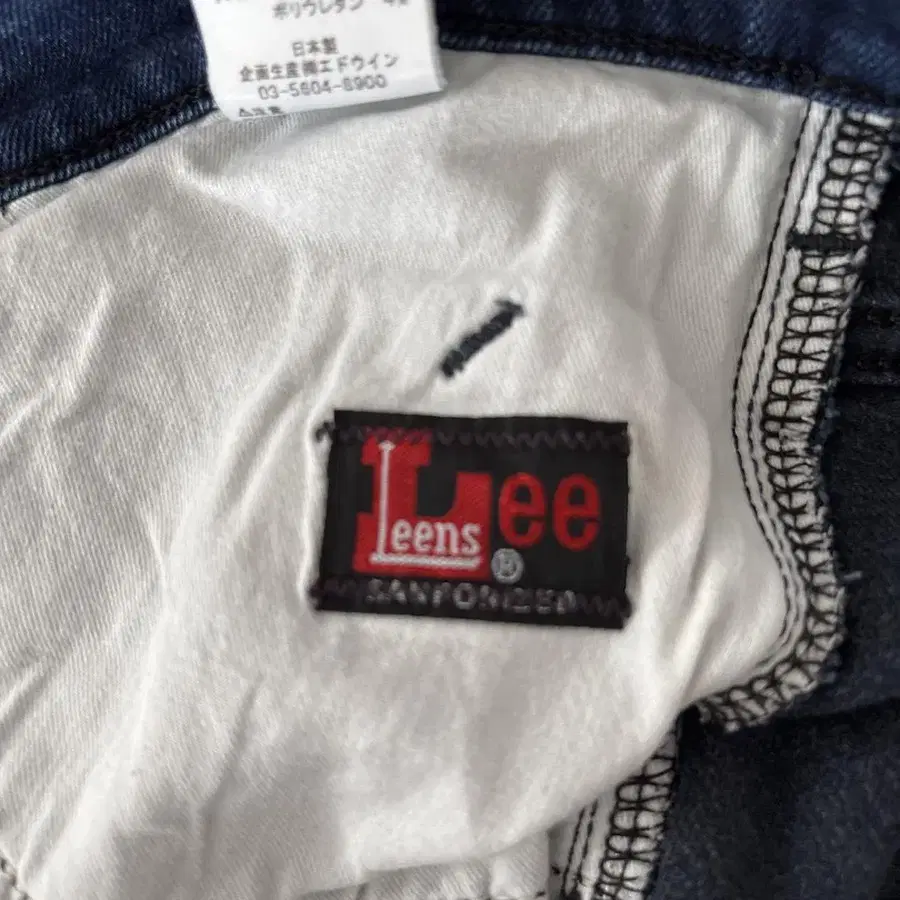 ポリウレタン 4%
日本製
企画生産㈱エドウイン
03-5604-8900
Lee
Leens
®
SANFORIZED